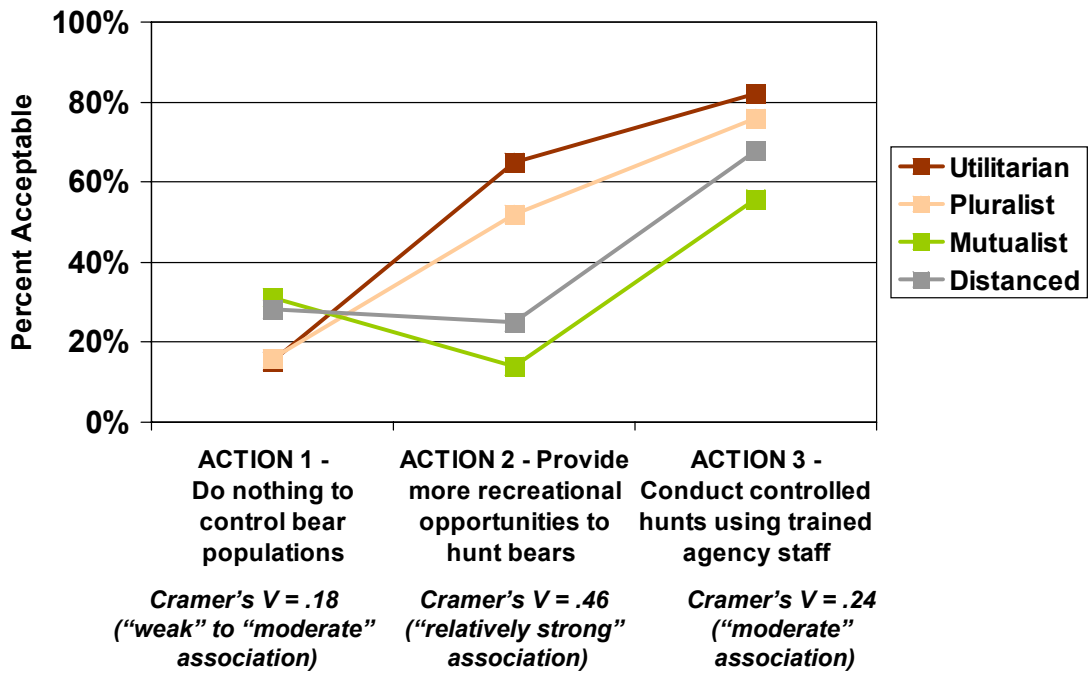 100%
80%
60%
40%
20%
0%
Percent Acceptable
Utilitarian
Pluralist
Mutualist
Distanced
ACTION 1 -
Do nothing to
control bear
populations
Cramer’s V = .18
(“weak” to “moderate”
association)
ACTION 2 - Provide
more recreational
opportunities to
hunt bears
Cramer’s V = .46
(“relatively strong”
association)
ACTION 3 -
Conduct controlled
hunts using trained
agency staff
Cramer’s V = .24
(“moderate”
association)